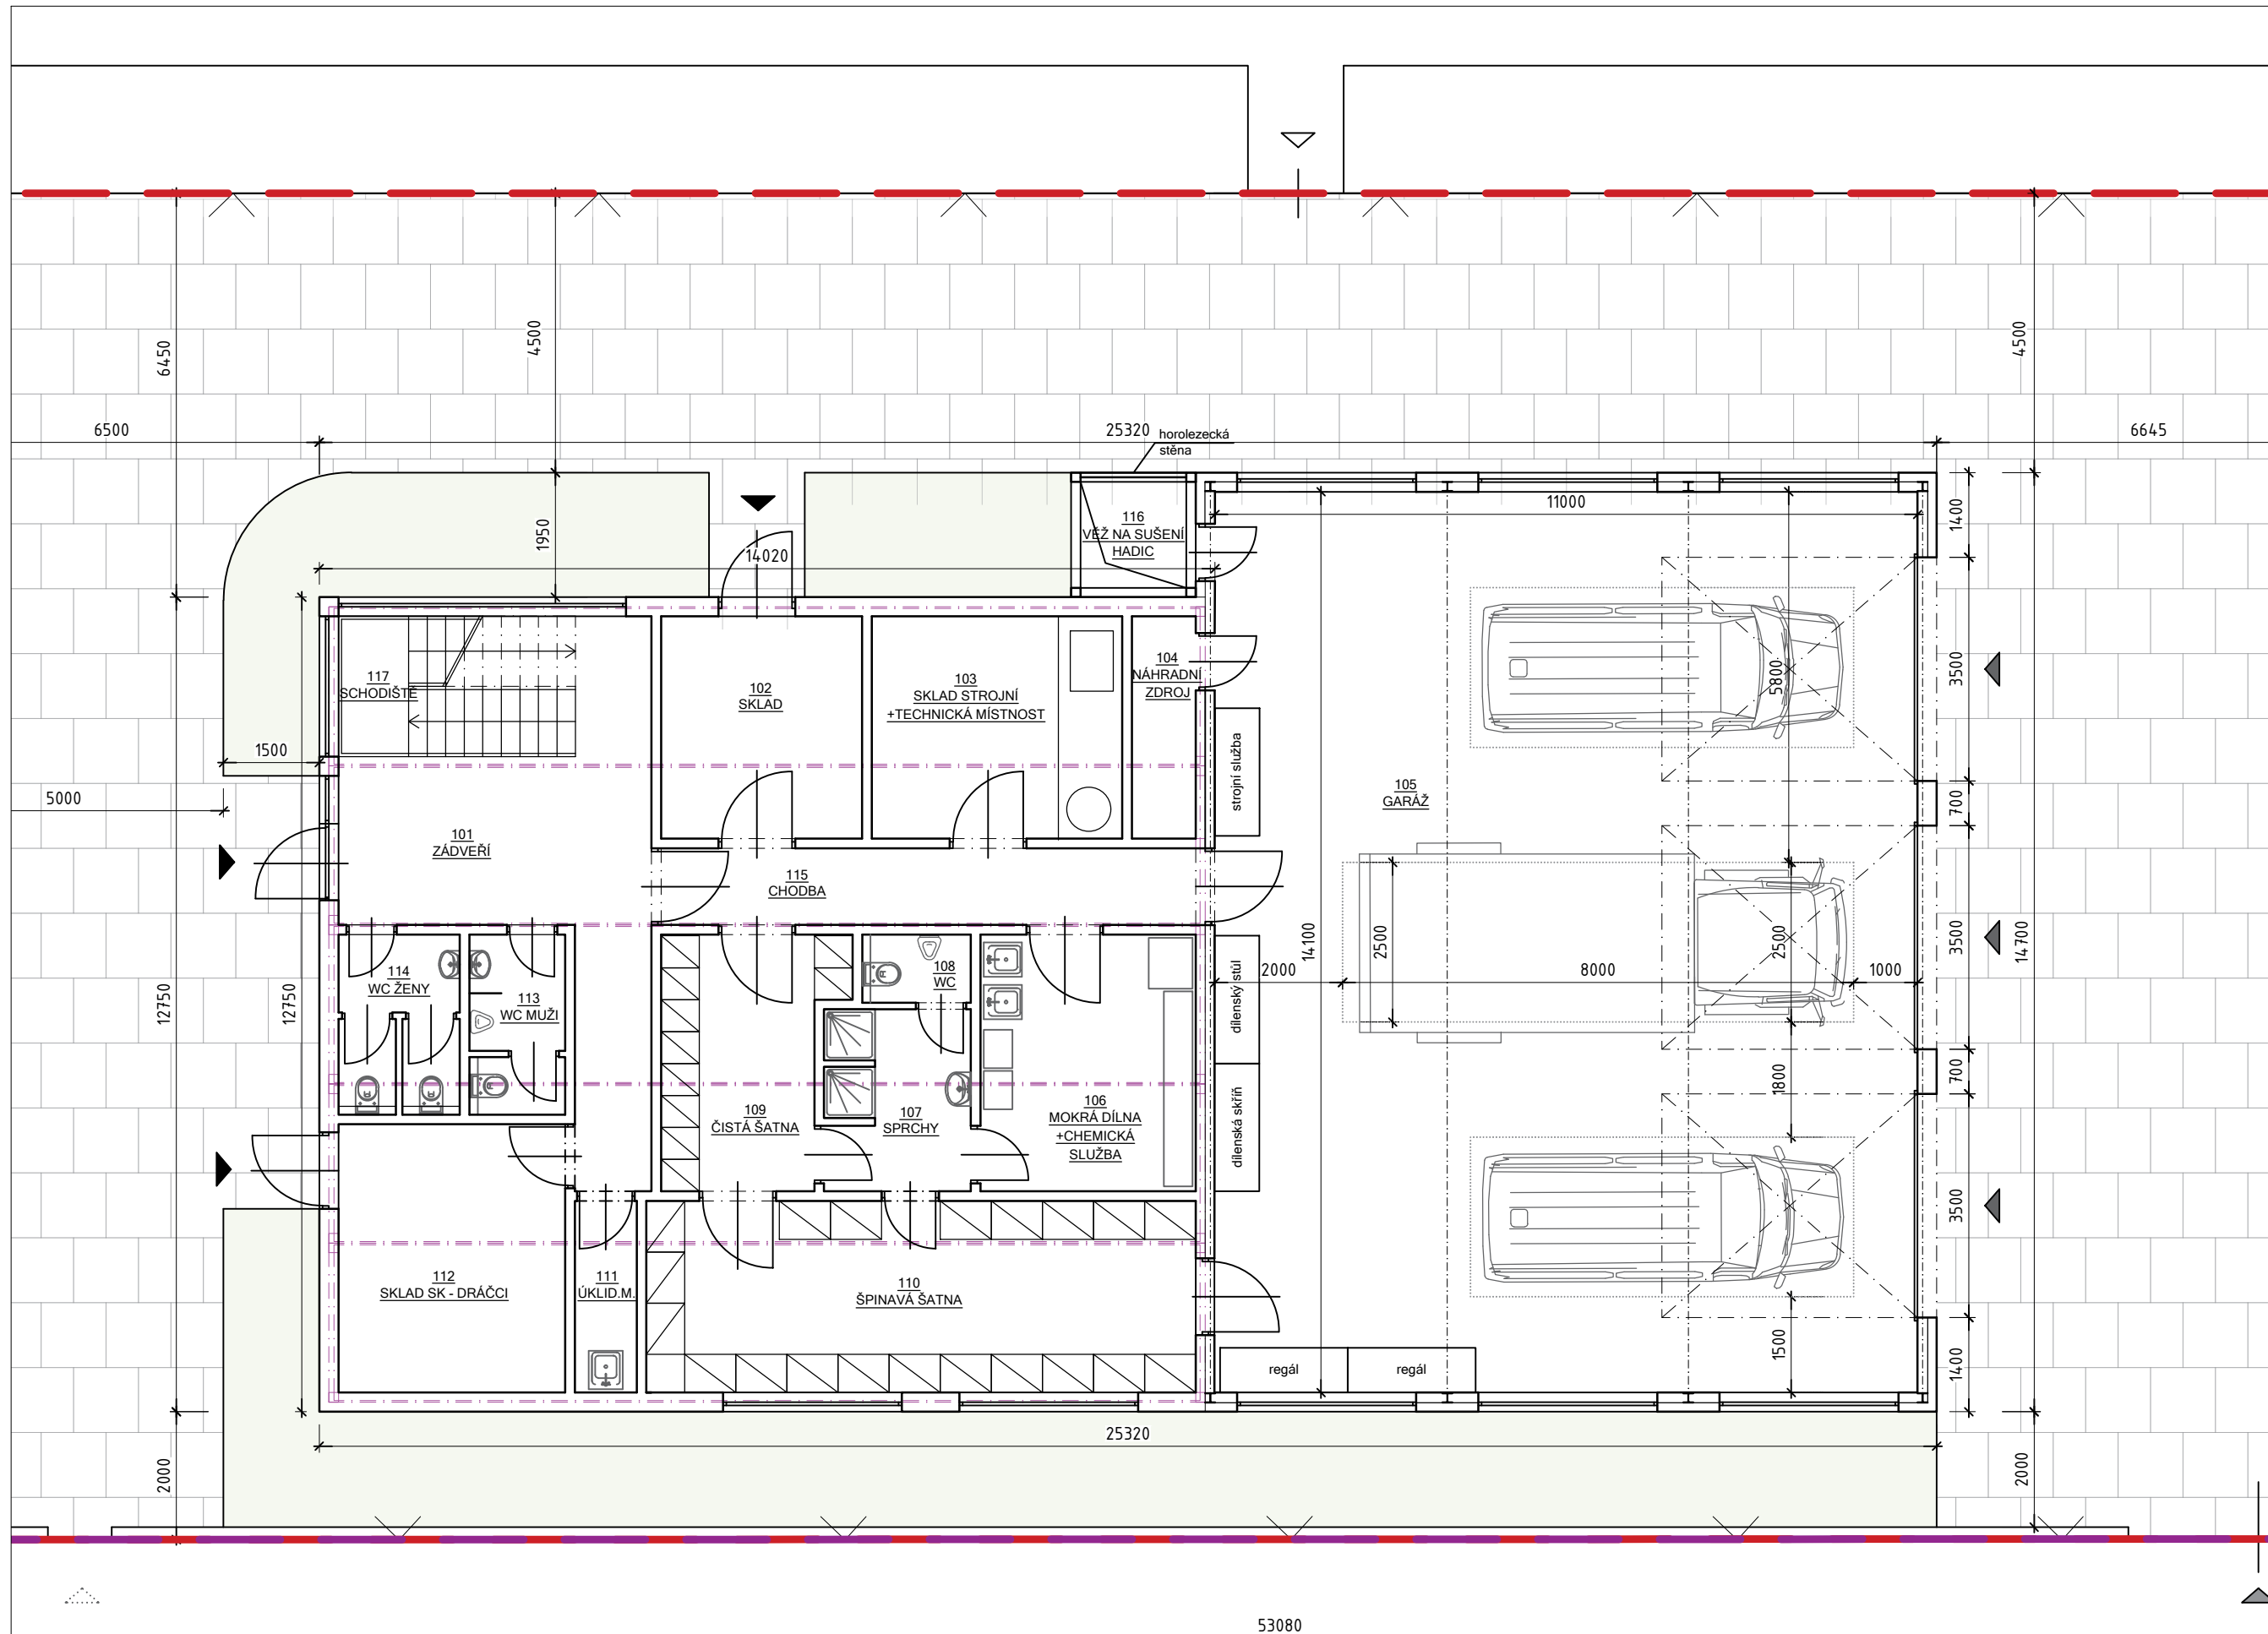 6450
4500
4500
6500
25320
6645
horolezecká
stěna
1950
14020
116
VĚŽ NA SUŠENÍ
HADIC
11000
1400
117
SCHODIŠTĚ
102
SKLAD
103
SKLAD STROJNÍ
+TECHNICKÁ MÍSTNOST
104
NÁHRADNÍ
ZDROJ
5800
3500
1500
5000
strojní služba
105
GARÁŽ
700
101
ZÁDVEŘÍ
115
CHODBA
12750
12750
114
WC ŽENY
113
WC MUŽI
108
WC
dílenský stůl
2000
14100
2500
8000
2500
1000
3500
14700
109
ČISTÁ ŠATNA
107
SPRCHY
106
MOKRÁ DÍLNA
+CHEMICKÁ
SLUŽBA
dílenská skříň
1800
700
3500
112
SKLAD SK - DRÁČCI
111
ÚKLID.M.
110
ŠPINAVÁ ŠATNA
regál
regál
1500
1400
25320
2000
2000
53080